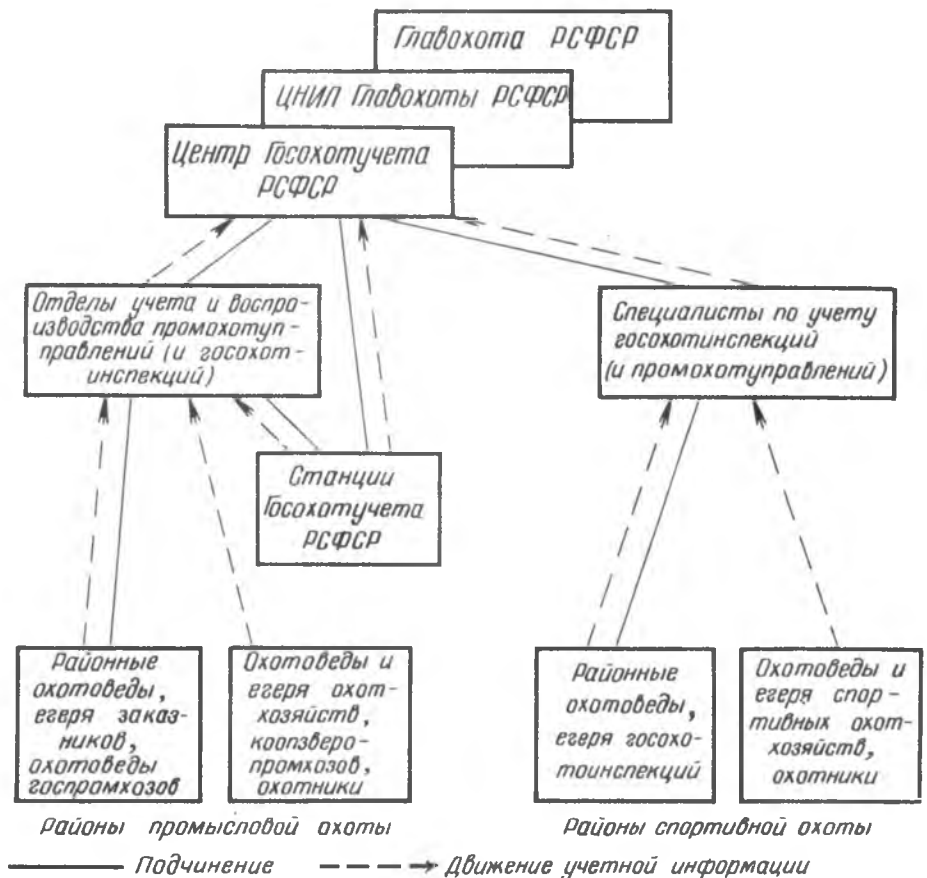 Главохота РСФСР
ЦНИЛ Главохоты РСФСР
Центр Госохотучета
РСФСР
Отделы учета и воспро-
изводства промохотуп-
правлений (и госохот-
инспекций)
Специалисты по учету
госохотинспекций
(и промохотуправлений)
Станции
Госохотучета
РСФСР
Районные
охотоведы,
егеря заказ-
ников,
охотоведы
госпромхозов
Охотоведы и
егеря охот-
хозяйств,
коопзверо-
промхозов,
охотники
Районные
охотоведы,
егеря госохо-
тоинспекций
Охотоведы и
егеря спор-
тивных охот-
хозяйств,
охотники
Районы промысловой охоты
Районы спортивной охоты
Подчинение
Движение учетной информации